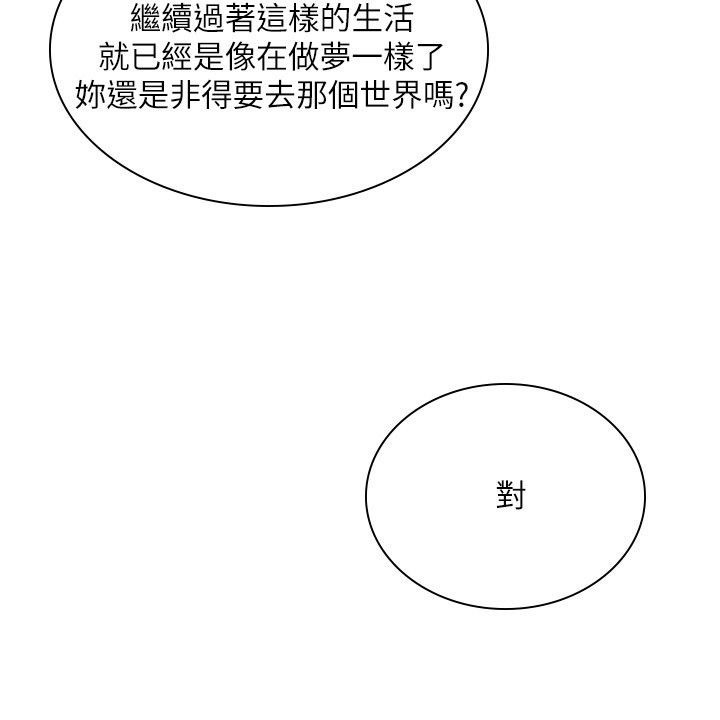 繼續過著這樣的生活
就已經是像在做夢一樣了
妳還是非得要去那個世界嗎?
對